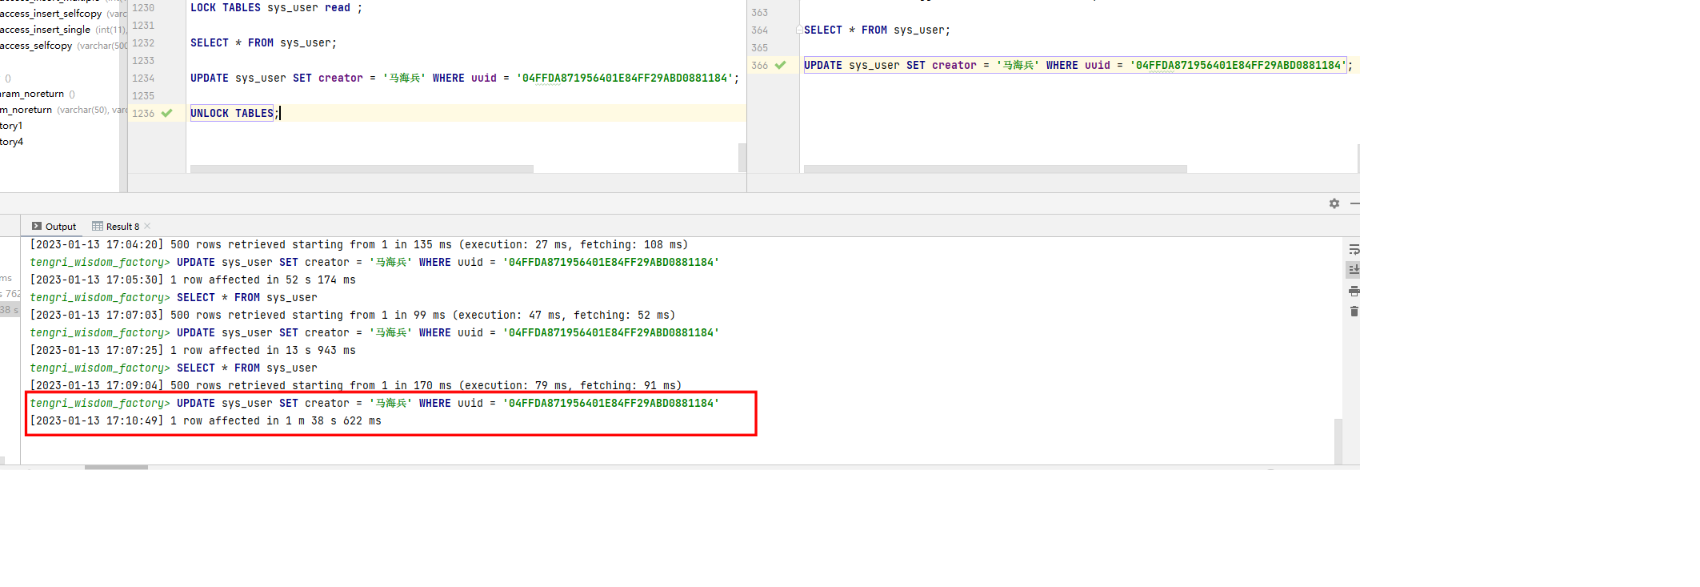 access_selfcopy (varchar(500
access_insert_selfcopy (varc
access_insert_single (int(11),
()
aram_noreturn ()
m_noreturn (varchar(50), varc
tory1
tory4
1230 LOCK TABLES sys_user read ;
1231
1232 SELECT * FROM sys_user;
1233
1234 UPDATE sys_user SET creator = '马海兵' WHERE uuid = '04FFDA871956401E84FF29ABD0881184';
1235
1236 UNLOCK TABLES;
363
364 SELECT * FROM sys_user;
365
366 UPDATE sys_user SET creator = '马海兵' WHERE uuid = '04FFDA871956401E84FF29ABD0881184';
Output Result 8
ms
s 762
38 s
[2023-01-13 17:04:20] 500 rows retrieved starting from 1 in 135 ms (execution: 27 ms, fetching: 108 ms)
tengri_wisdom_factory> UPDATE sys_user SET creator = '马海兵' WHERE uuid = '04FFDA871956401E84FF29ABD0881184'
[2023-01-13 17:05:30] 1 row affected in 52 s 174 ms
tengri_wisdom_factory> SELECT * FROM sys_user
[2023-01-13 17:07:03] 500 rows retrieved starting from 1 in 99 ms (execution: 47 ms, fetching: 52 ms)
tengri_wisdom_factory> UPDATE sys_user SET creator = '马海兵' WHERE uuid = '04FFDA871956401E84FF29ABD0881184'
[2023-01-13 17:07:25] 1 row affected in 13 s 943 ms
tengri_wisdom_factory> SELECT * FROM sys_user
[2023-01-13 17:09:04] 500 rows retrieved starting from 1 in 170 ms (execution: 79 ms, fetching: 91 ms)
tengri_wisdom_factory> UPDATE sys_user SET creator = '马海兵' WHERE uuid = '04FFDA871956401E84FF29ABD0881184'
[2023-01-13 17:10:49] 1 row affected in 1 m 38 s 622 ms